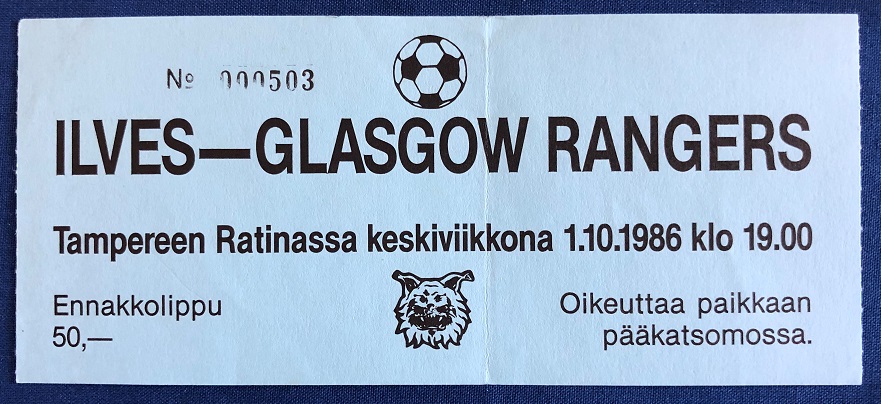 Nº 000503
ILVES—GLASGOW RANGERS
Tampereen Ratinassa keskiviikkona 1.10.1986 klo 19.00
Ennakkolippu
50,—
Oikeuttaa paikkaan
pääkatsomossa.